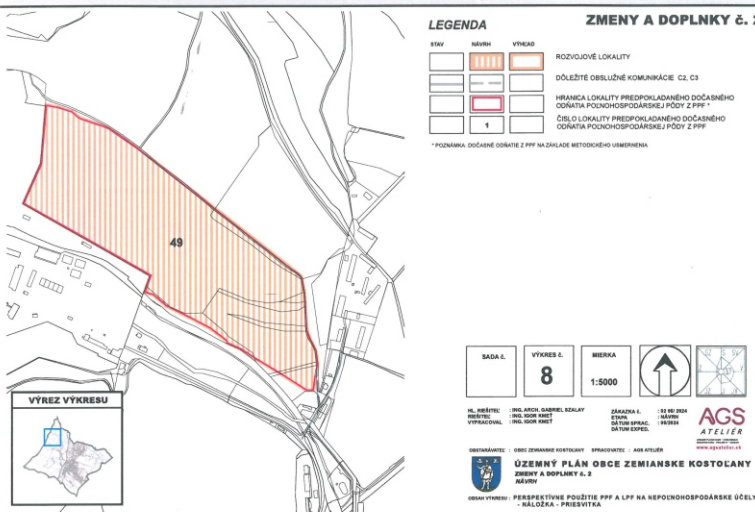 ZMENY A DOPLNKY č. 2
LEGENDA
STAV NÁVRH VÝHĽAD
ROZVOJOVÉ LOKALITY
DÔLEŽITÉ OBSLUŽNÉ KOMUNIKÁCIE C2, C3
HRANICA LOKALITY PREDPOKLADANÉHO DOČASNÉHO
ODŇATIA POĽNOHOSPODÁRSKEJ PÔDY Z PPF *
1
ČÍSLO LOKALITY PREDPOKLADANÉHO DOČASNÉHO
ODŇATIA POĽNOHOSPODÁRSKEJ PÔDY Z PPF
* POZNÁMKA: DOČASNÉ ODŇATIE Z PPF NA ZÁKLADE METODICKÉHO USMERNENIA
49
VÝREZ VÝKRESU
SADA č.
VÝKRES č.
8
MIERKA
1:5000
HL. RIEŠITEĽ : ING. ARCH. GABRIEL SZALAY
RIEŠITEĽ : ING. IGOR KMEŤ
VYPRACOVAL : ING. IGOR KMEŤ
ZÁKAZKA č. : 02 05/ 2024
ETAPA : NÁVRH
DÁTUM SPRAC.
DÁTUM EXPED.
AGS
ATELIÉR
www.agsatelier.sk
OBSTARÁVATEĽ : OBEC ZEMIANSKE KOSTOĽANY SPRACOVATEĽ : AGS ATELIÉR
ÚZEMNÝ PLÁN OBCE ZEMIANSKE KOSTOĽANY
ZMENY A DOPLNKY č. 2
NÁVRH
OBSAH VÝKRESU : PERSPEKTÍVNE POUŽITIE PPF A LPF NA NEPOĽNOHOSPODÁRSKE ÚČELY
- NÁLOŽKA - PRIESVITKA